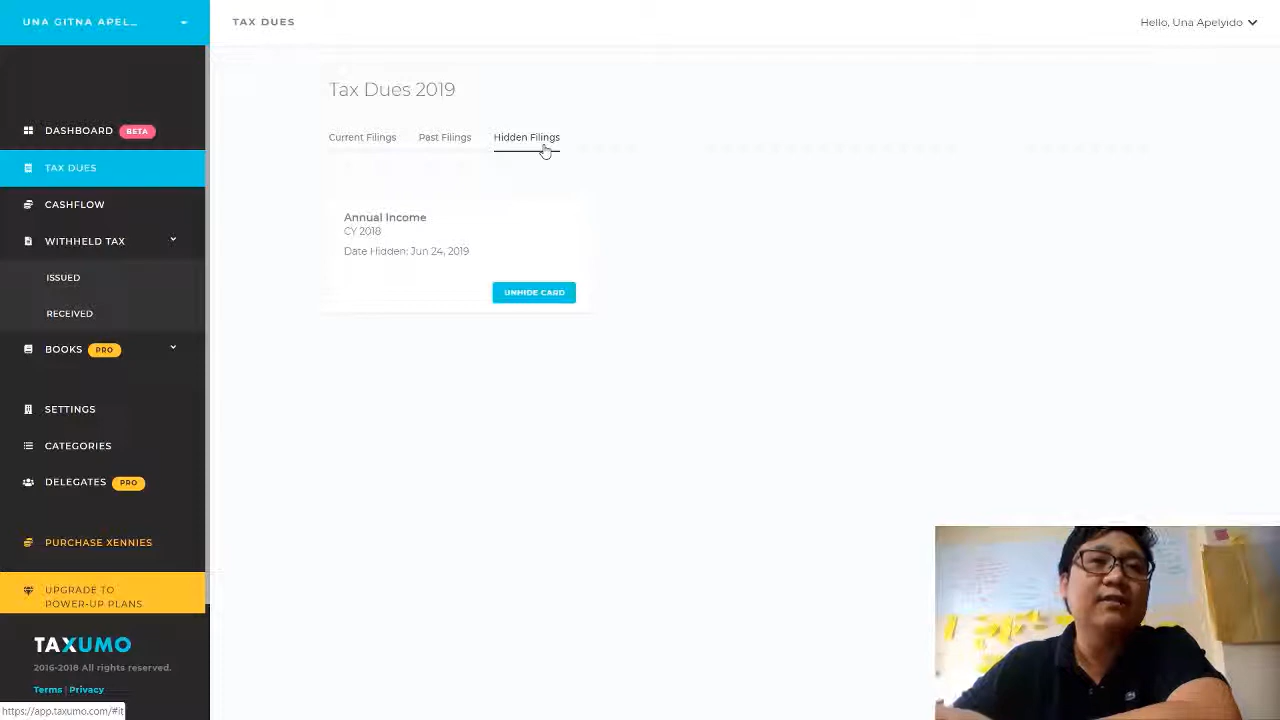 UNA GITNA APEL_
TAX DUES
Hello, Una Apelyido
DASHBOARD BETA
TAX DUES
CASHFLOW
WITHHELD TAX
ISSUED
RECEIVED
BOOKS PRO
SETTINGS
CATEGORIES
DELEGATES PRO
PURCHASE XENNIES
UPGRADE TO
POWER-UP PLANS
TAXUMO
2016-2018 All rights reserved.
Terms | Privacy
https://app.taxumo.com/#it
Tax Dues 2019
Current Filings Past Filings Hidden Filings
Annual Income
CY 2018
Date Hidden: Jun 24, 2019
UNHIDE CARD